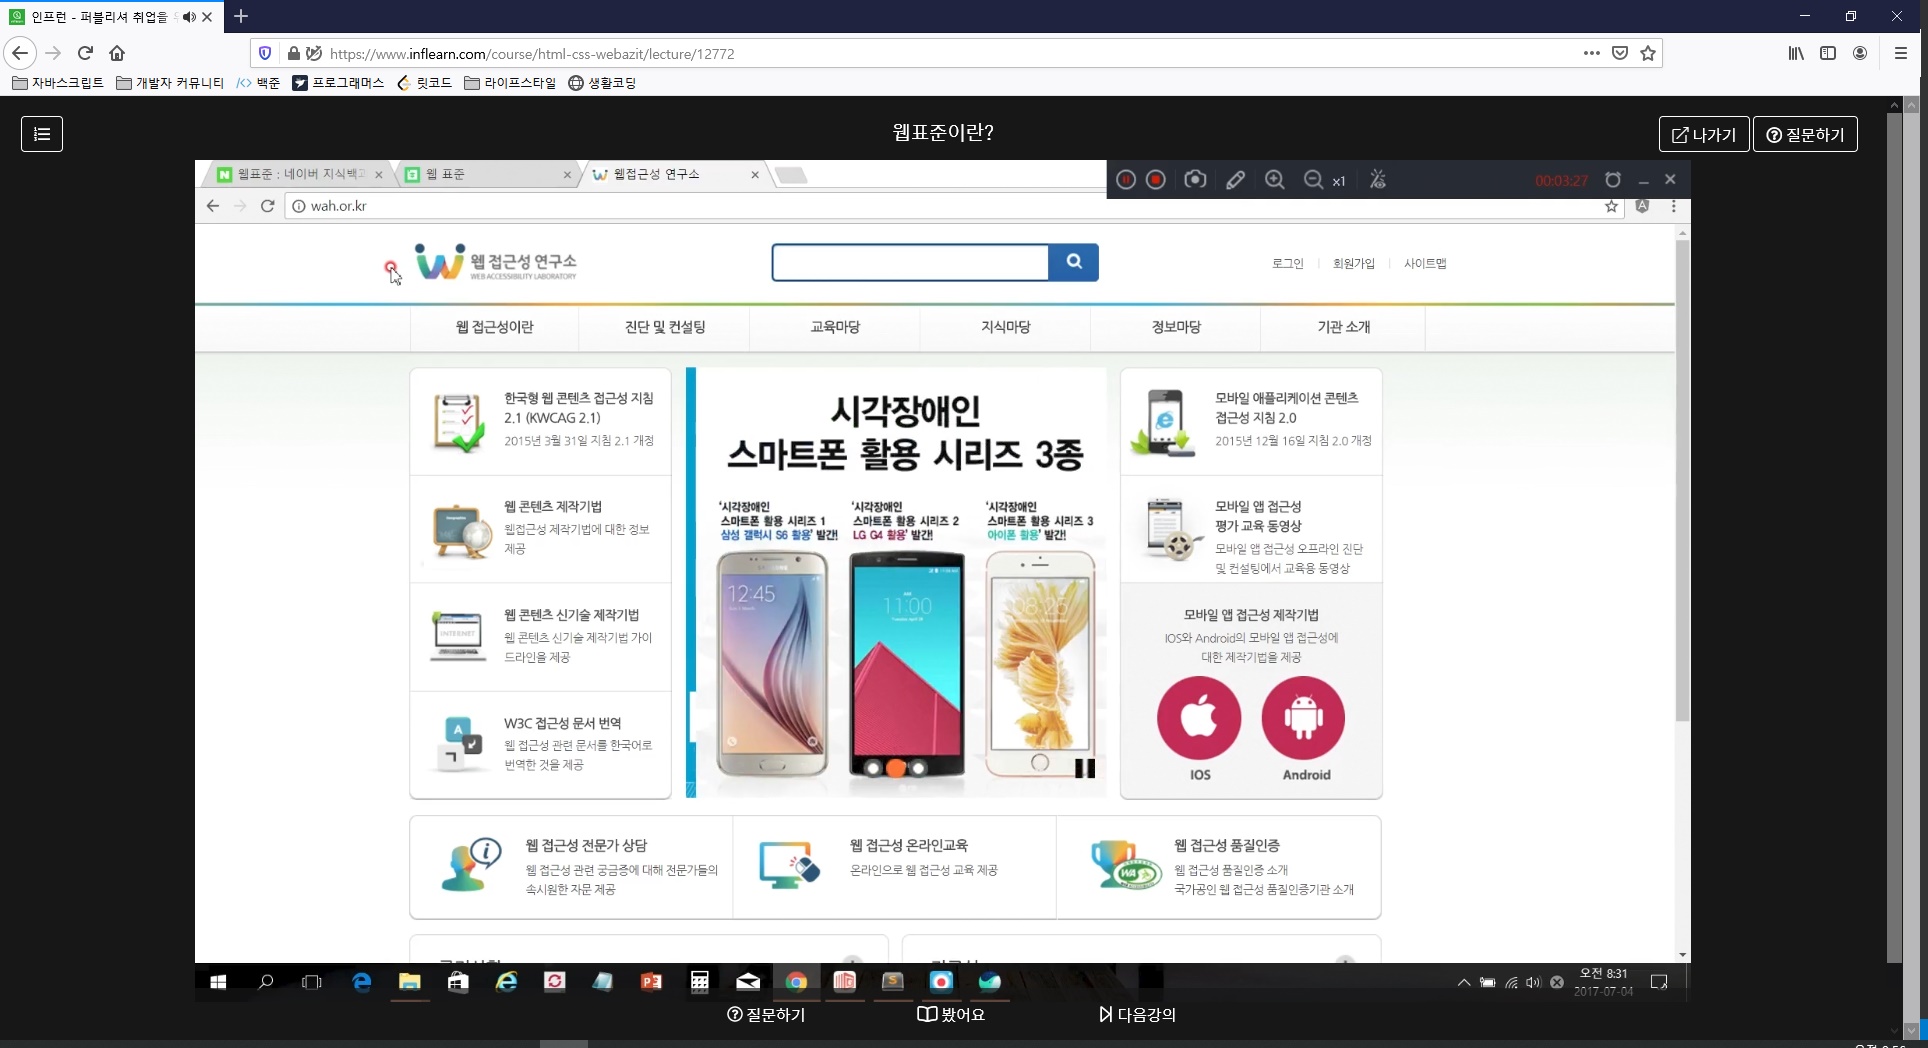 인프런 - 퍼블리셔 취업을
https://www.inflearn.com/course/html-css-webazit/lecture/12772
자바스크립트
개발자 커뮤니티
백준
프로그래머스
릿코드
라이프스타일
생활코딩
웹표준이란?
나가기
질문하기
웹표준 : 네이버 지식백과
웹 표준
웹접근성 연구소
x1
00:03:27
wah.or.kr
웹 접근성 연구소
WEB ACCESSIBILITY LABORATORY
로그인
회원가입
사이트맵
웹 접근성이란
진단 및 컨설팅
교육마당
지식마당
정보마당
기관 소개
한국형 웹 콘텐츠 접근성 지침
2.1 (KWCAG 2.1)
2015년 3월 31일 지침 2.1 개정
웹 콘텐츠 제작기법
웹접근성 제작기법에 대한 정보
제공
웹 콘텐츠 신기술 제작기법
웹 콘텐츠 신기술 제작기법 가이
드라인을 제공
INTERNET
W3C 접근성 문서 번역
웹 접근성 관련 문서를 한국어로
번역한 것을 제공
A
ㄱ
시각장애인
스마트폰 활용 시리즈 3종
‘시각장애인
스마트폰 활용 시리즈 1
삼성 갤럭시 S6 활용’ 발간!
‘시각장애인
스마트폰 활용 시리즈 2
LG G4 활용’ 발간!
‘시각장애인
스마트폰 활용 시리즈 3
아이폰 활용’ 발간!
SAMSUNG
12:45
11:00
08:25
모바일 애플리케이션 콘텐츠
접근성 지침 2.0
2015년 12월 16일 지침 2.0 개정
모바일 앱 접근성
평가 교육 동영상
모바일 앱 접근성 오프라인 진단
및 컨설팅에서 교육용 동영상
모바일 앱 접근성 제작기법
IOS와 Android의 모바일 앱 접근성에
대한 제작기법을 제공
IOS
Android
웹 접근성 전문가 상담
웹 접근성 관련 궁금증에 대해 전문가들의
속시원한 자문 제공
웹 접근성 온라인교육
온라인으로 웹 접근성 교육 제공
WA
웹 접근성 품질인증
웹 접근성 품질인증 소개
국가공인 웹 접근성 품질인증기관 소개
오전 8:31
2017-07-04
질문하기
봤어요
다음강의